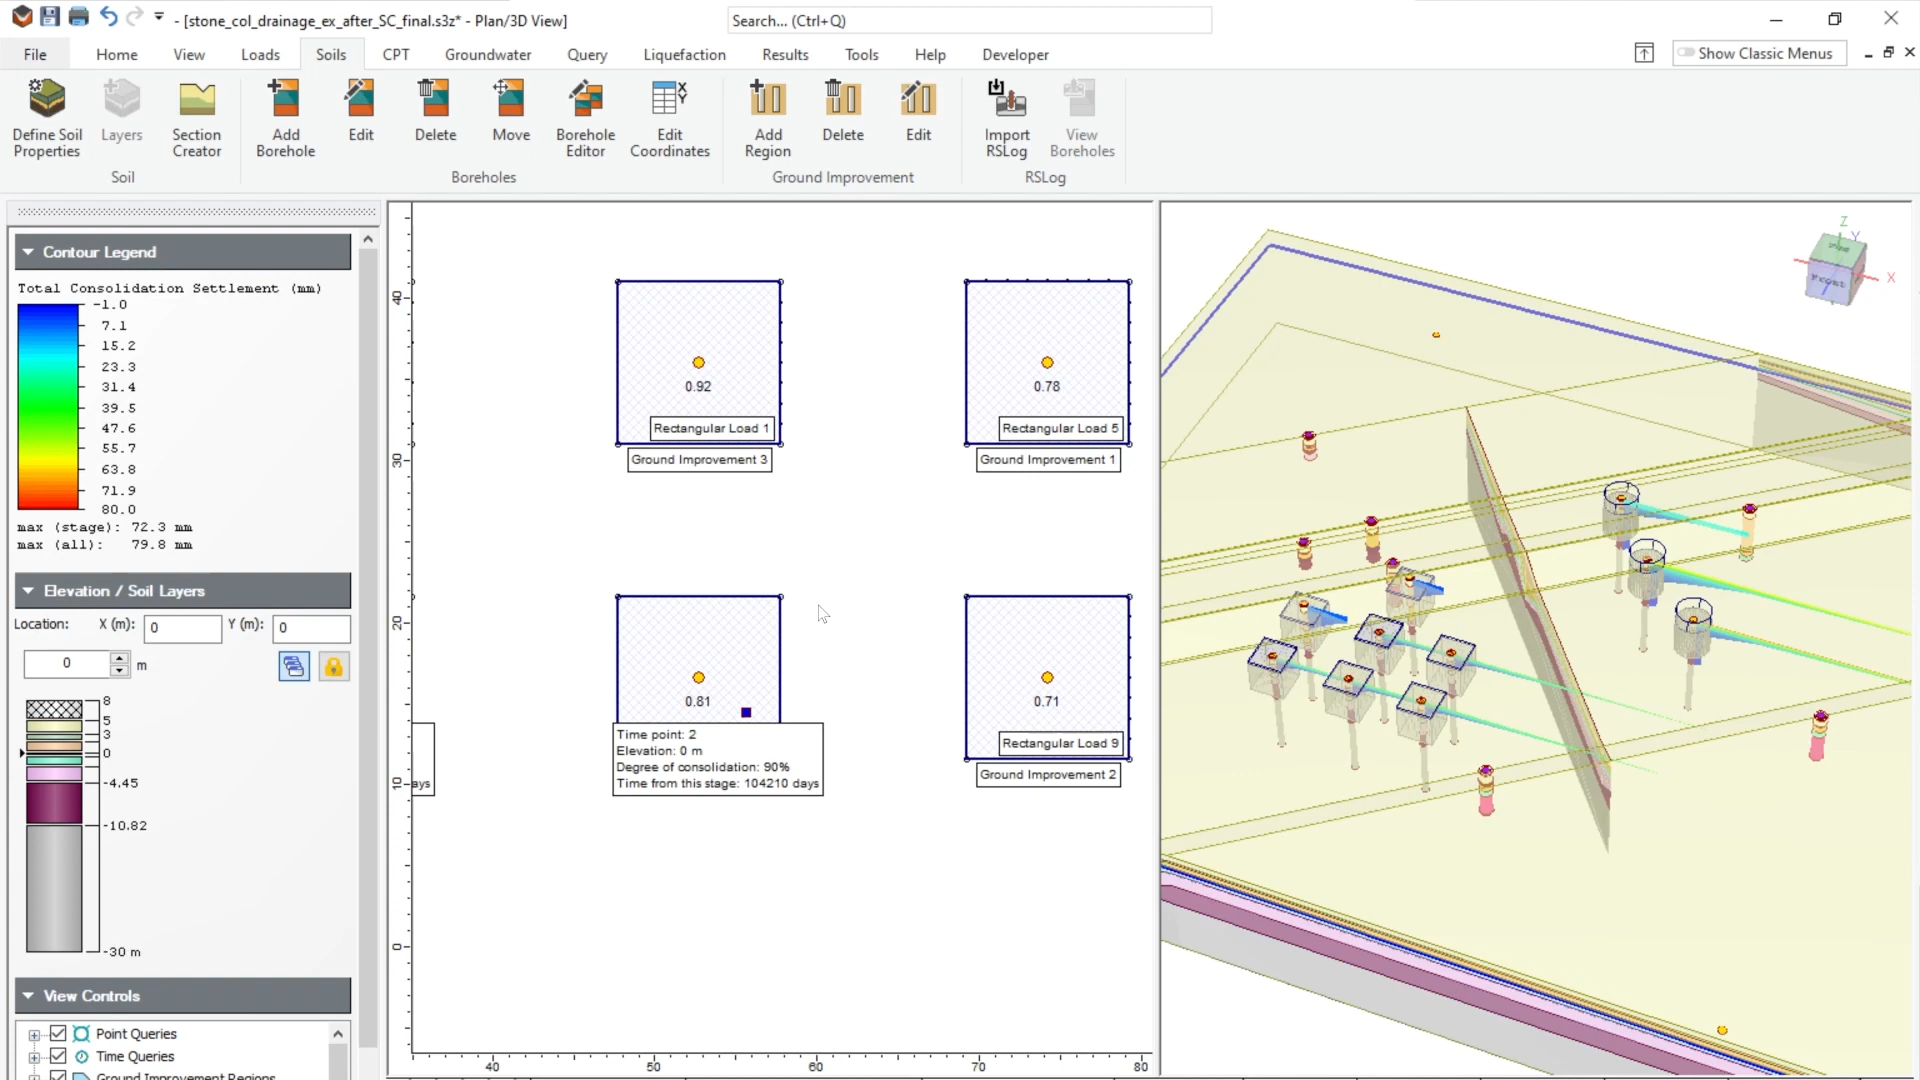 - [stone_col_drainage_ex_after_SC_final.s3z* - Plan/3D View]
Search... (Ctrl+Q)
File Home View Loads Soils CPT Groundwater Query Liquefaction Results Tools Help Developer
Show Classic Menus
Define Soil Properties
Layers
Section Creator
Soil
Add Borehole
Edit
Delete
Move
Borehole Editor
Edit Coordinates
Boreholes
Add Region
Delete
Edit
Ground Improvement
Import RSLog
View Boreholes
RSLog
Contour Legend
Total Consolidation Settlement (mm)
-1.0
7.1
15.2
23.3
31.4
39.5
47.6
55.7
63.8
71.9
80.0
max (stage): 72.3 mm
max (all): 79.8 mm
Elevation / Soil Layers
Location: X (m): 0 Y (m): 0
0 m
8
5
3
0
-4.45
-10.82
-30 m
View Controls
Point Queries
Time Queries
Ground Improvement Regions
40
30
20
10
0
40 50 60 70 80
0.92
Rectangular Load 1
Ground Improvement 3
0.78
Rectangular Load 5
Ground Improvement 1
0.81
Time point: 2
Elevation: 0 m
Degree of consolidation: 90%
Time from this stage: 104210 days
ays
0.71
Rectangular Load 9
Ground Improvement 2
Z
Y
X
Front